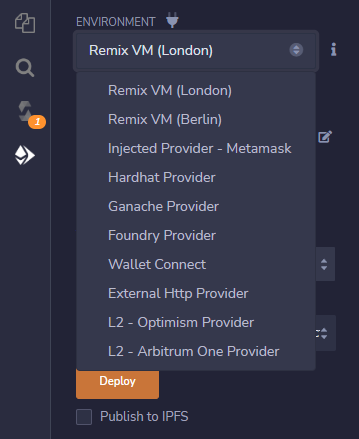 ENVIRONMENT
Remix VM (London)
Remix VM (London)
Remix VM (Berlin)
Injected Provider - Metamask
Hardhat Provider
Ganache Provider
Foundry Provider
Wallet Connect
External Http Provider
L2 - Optimism Provider
L2 - Arbitrum One Provider
1
Deploy
Publish to IPFS